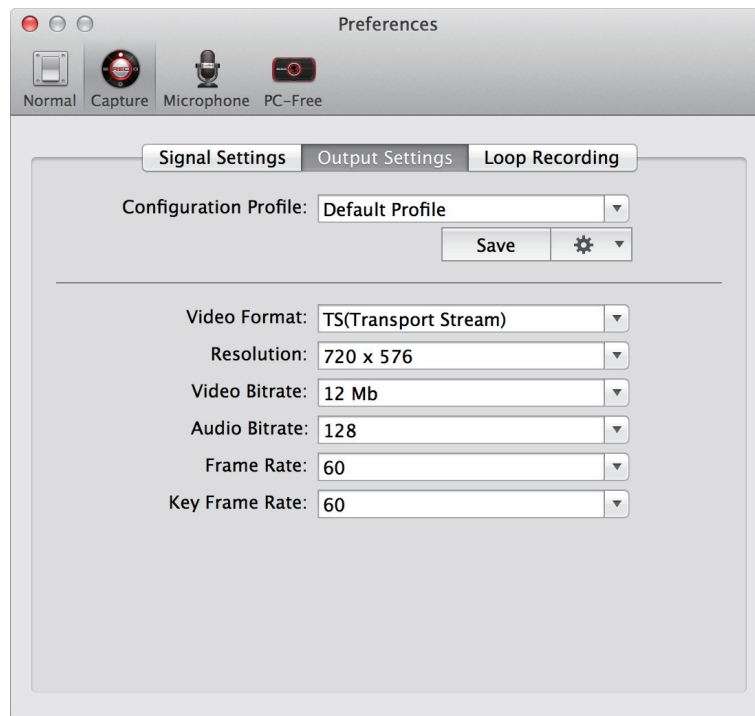 Preferences
REC
Normal Capture Microphone PC-Free
Signal Settings Output Settings Loop Recording
Configuration Profile: Default Profile
Save
Video Format: TS(Transport Stream)
Resolution: 720 x 576
Video Bitrate: 12 Mb
Audio Bitrate: 128
Frame Rate: 60
Key Frame Rate: 60